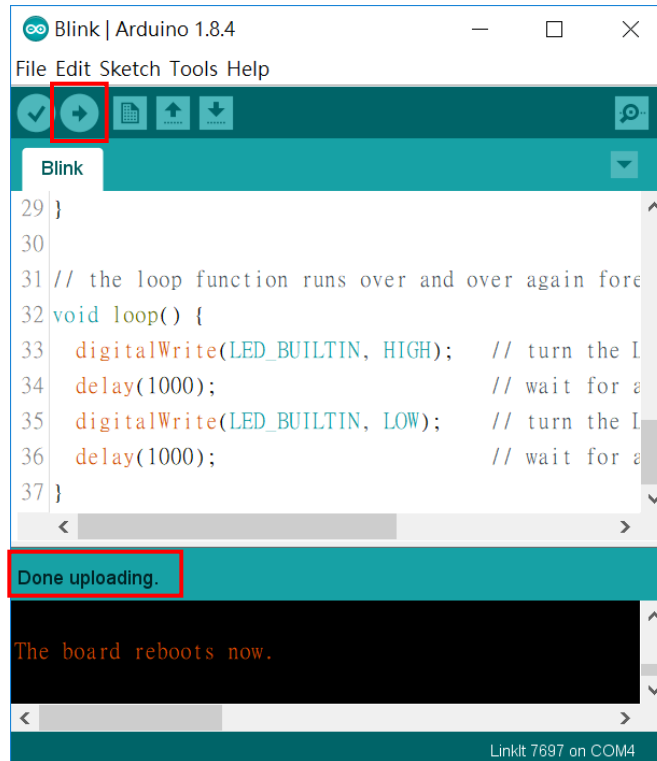 Blink | Arduino 1.8.4
File Edit Sketch Tools Help
Blink
29 }
30
31 // the loop function runs over and over again fore
32 void loop() {
33   digitalWrite(LED_BUILTIN, HIGH);   // turn the L
34   delay(1000);                       // wait for a
35   digitalWrite(LED_BUILTIN, LOW);    // turn the L
36   delay(1000);                       // wait for a
37 }
Done uploading.
The board reboots now.
LinkIt 7697 on COM4